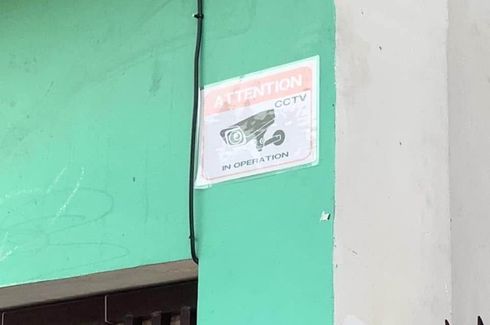 ATTENTION
CCTV
IN OPERATION